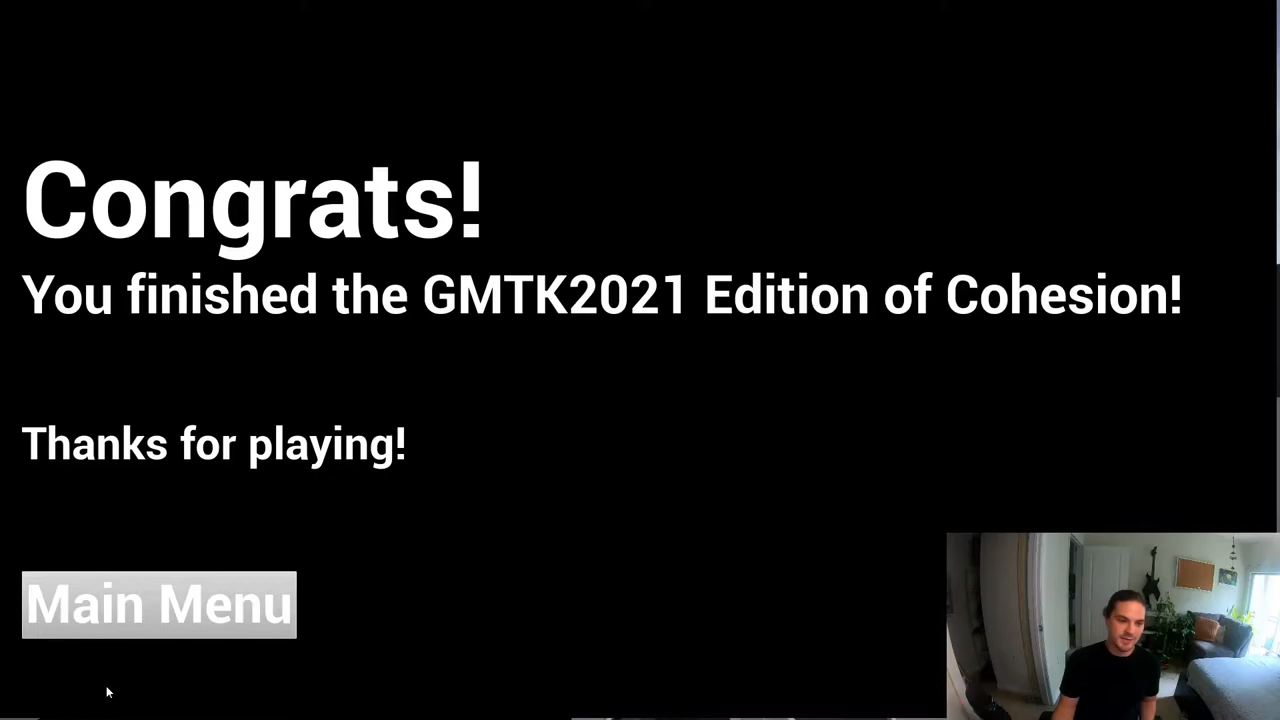 Congrats!
You finished the GMTK2021 Edition of Cohesion!
Thanks for playing!
Main Menu